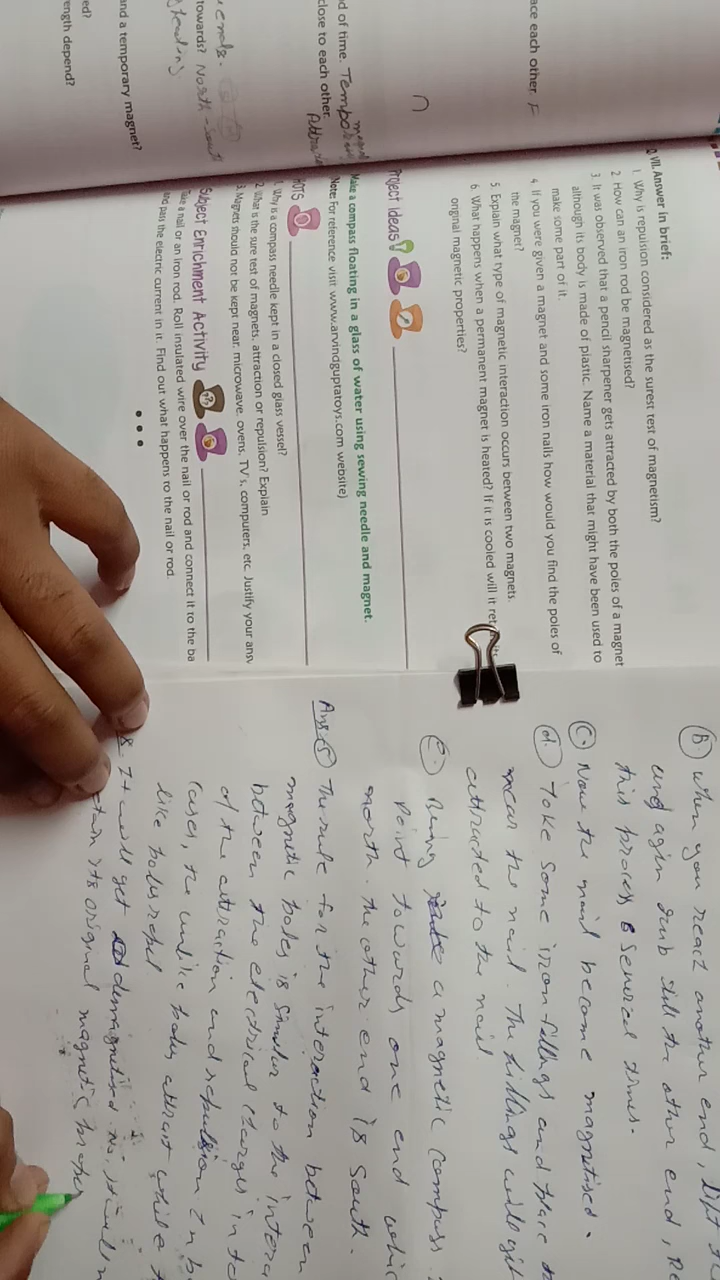 ace each other. F
d of time. Tempo
close to each other.
ends.
towards? North - South
and a temporary magnet?
ed?
ength depend?
VII. Answer in brief:
1. Why is repulsion considered as the surest test of magnetism?
2. How can an iron rod be magnetised?
3. It was observed that a pencil sharpener gets attracted by both the poles of a magnet
although its body is made of plastic. Name a material that might have been used to
make some part of it.
4. If you were given a magnet and some iron nails how would you find the poles of
the magnet?
5. Explain what type of magnetic interaction occurs between two magnets.
6. What happens when a permanent magnet is heated? If it is cooled will it ret its
original magnetic properties?
Project Ideas
Make a compass floating in a glass of water using sewing needle and magnet.
Note: For reference visit www.arvindguptatoys.com website)
HOTS
1. Why is a compass needle kept in a closed glass vessel?
2. What is the sure test of magnets, attraction or repulsion? Explain
3. Magnets should not be kept near, microwave, ovens, TV's, computers, etc. Justify your answ
Subject Enrichment Activity
Take a nail or an iron rod. Roll insulated wire over the nail or rod and connect it to the ba
and pass the electric current in it. Find out what happens to the nail or rod.
(B) when you react another end, lift
and agin rub till the other end, R
this process Several times.
(C) Now the nail become magnetised.
(d.) Take some iron fillings and place
near the nail. The fillings will
attracted to the nail
(e.) Using a magnetic compass.
Point towards one end whic
north. the other end is south.
Ans (5) The rule for the interaction between
magnetic poles is similar to the intera
between the electrical charges in te
of the attraction and repulsion In b
cases, the unlike poles attract while
like poles repel
It will get demagnetised No,
its original magnetic